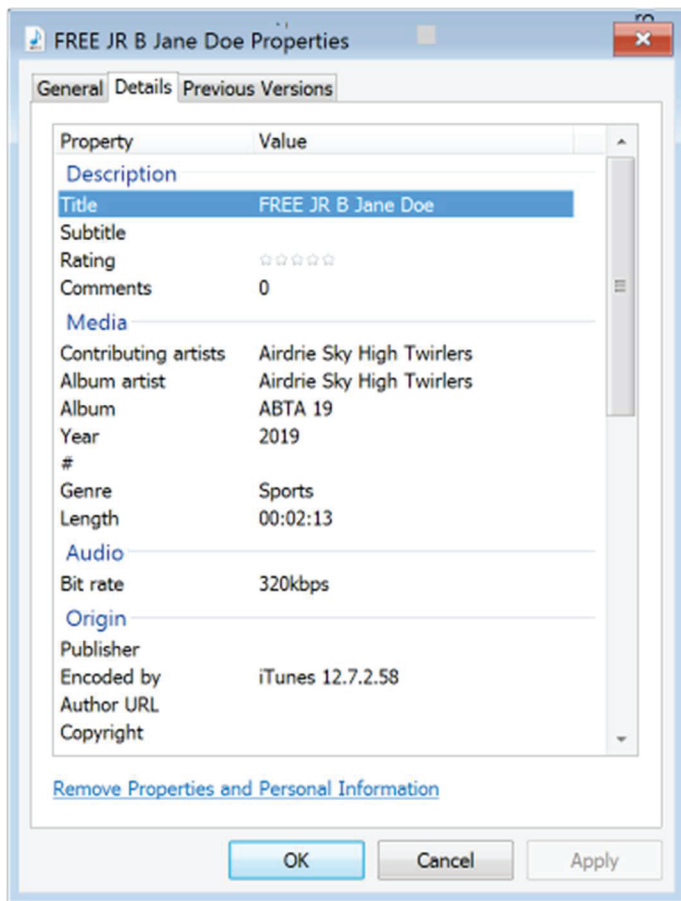 FREE JR B Jane Doe Properties
General Details Previous Versions
Property Value
Description
Title FREE JR B Jane Doe
Subtitle
Rating
Comments 0
Media
Contributing artists Airdrie Sky High Twirlers
Album artist Airdrie Sky High Twirlers
Album ABTA 19
Year 2019
#
Genre Sports
Length 00:02:13
Audio
Bit rate 320kbps
Origin
Publisher
Encoded by iTunes 12.7.2.58
Author URL
Copyright
Remove Properties and Personal Information
OK Cancel Apply